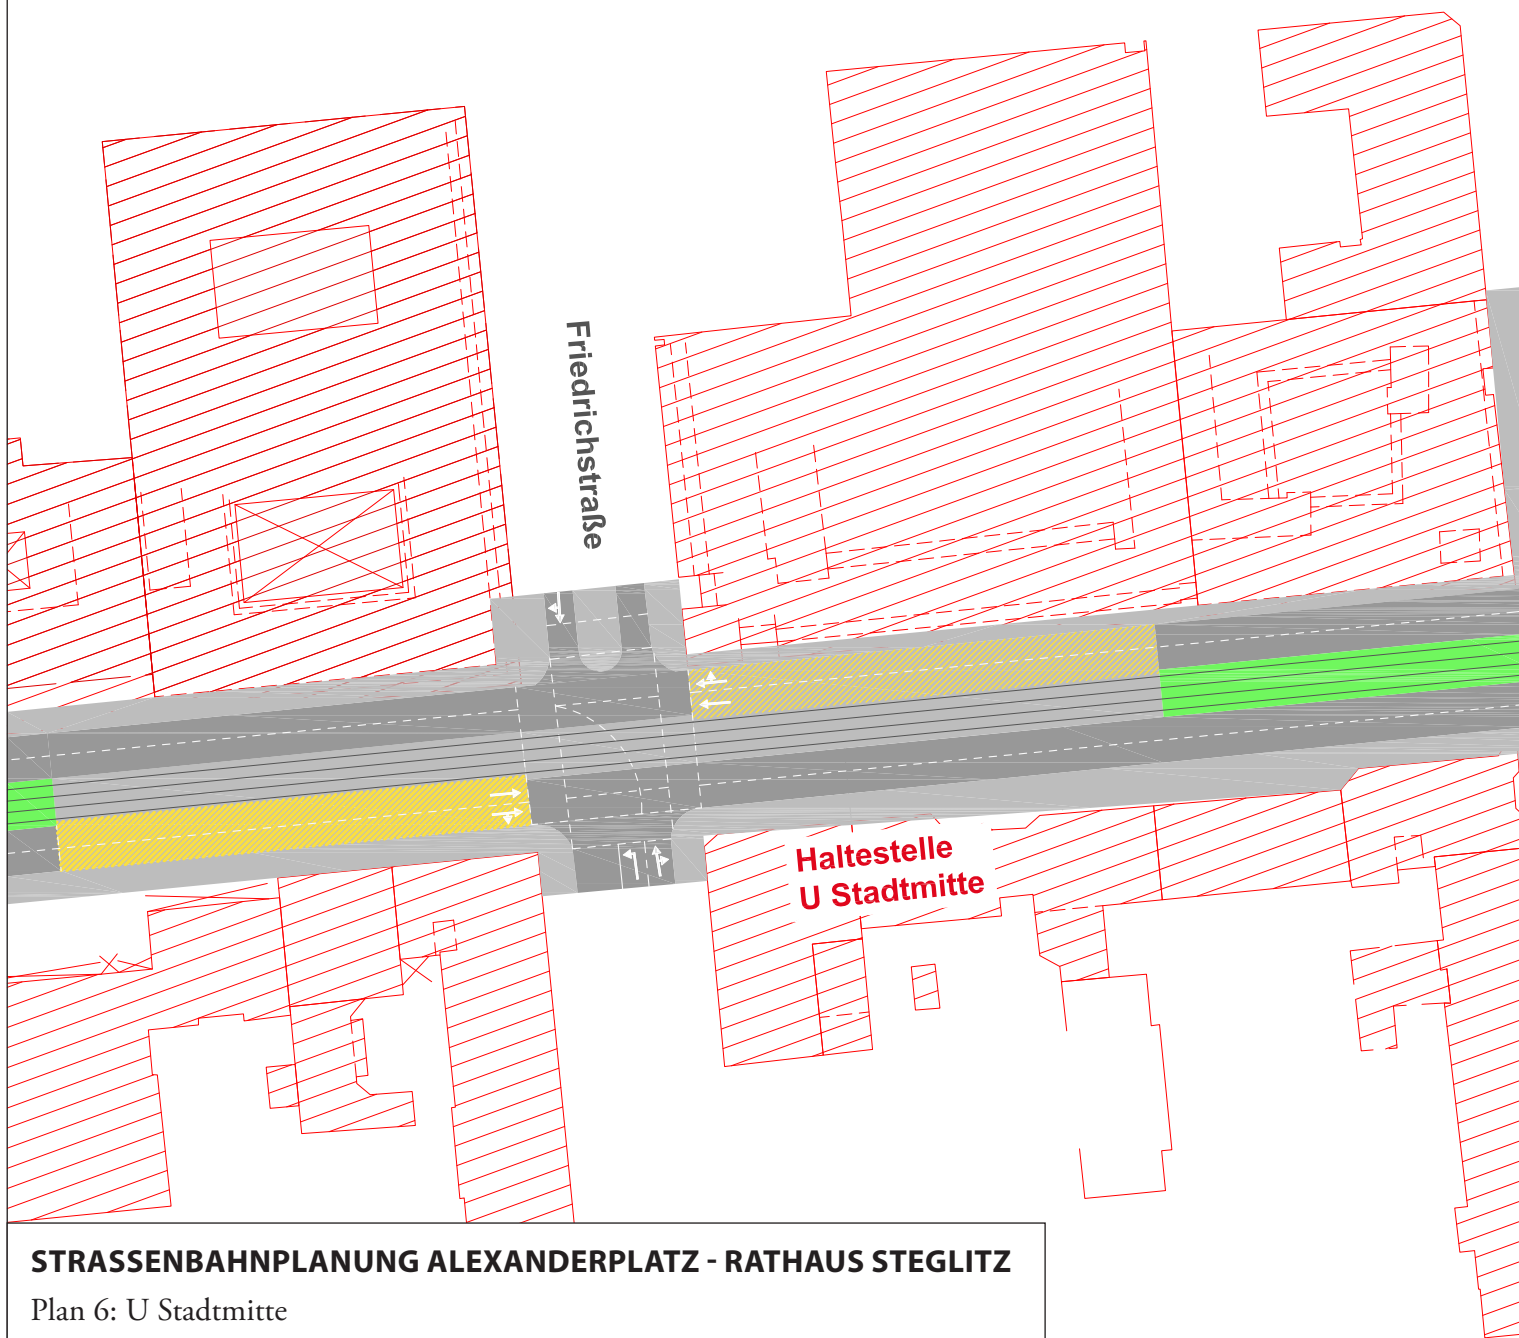 Friedrichstraße
Haltestelle
U Stadtmitte
STRASSENBAHNPLANUNG ALEXANDERPLATZ - RATHAUS STEGLITZ
Plan 6: U Stadtmitte